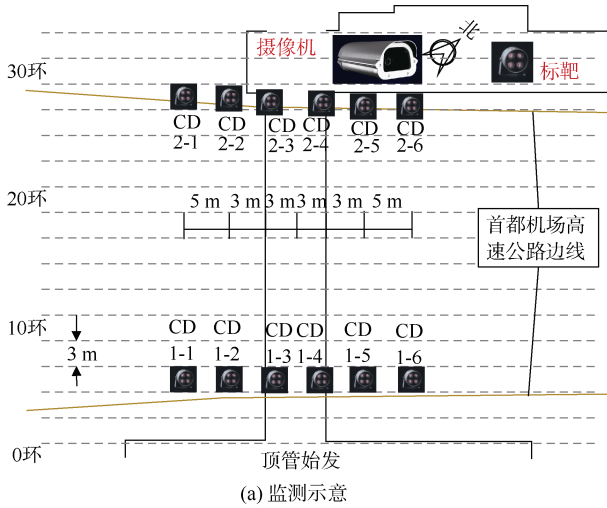 北
摄像机
标靶
30环
CD CD CD CD CD CD
2-1 2-2 2-3 2-4 2-5 2-6
20环
5 m 3 m 3 m 3 m 3 m 5 m
首都机场高
速公路边线
10环
CD CD CD CD CD CD
3 m
1-1 1-2 1-3 1-4 1-5 1-6
0环
顶管始发
(a) 监测示意